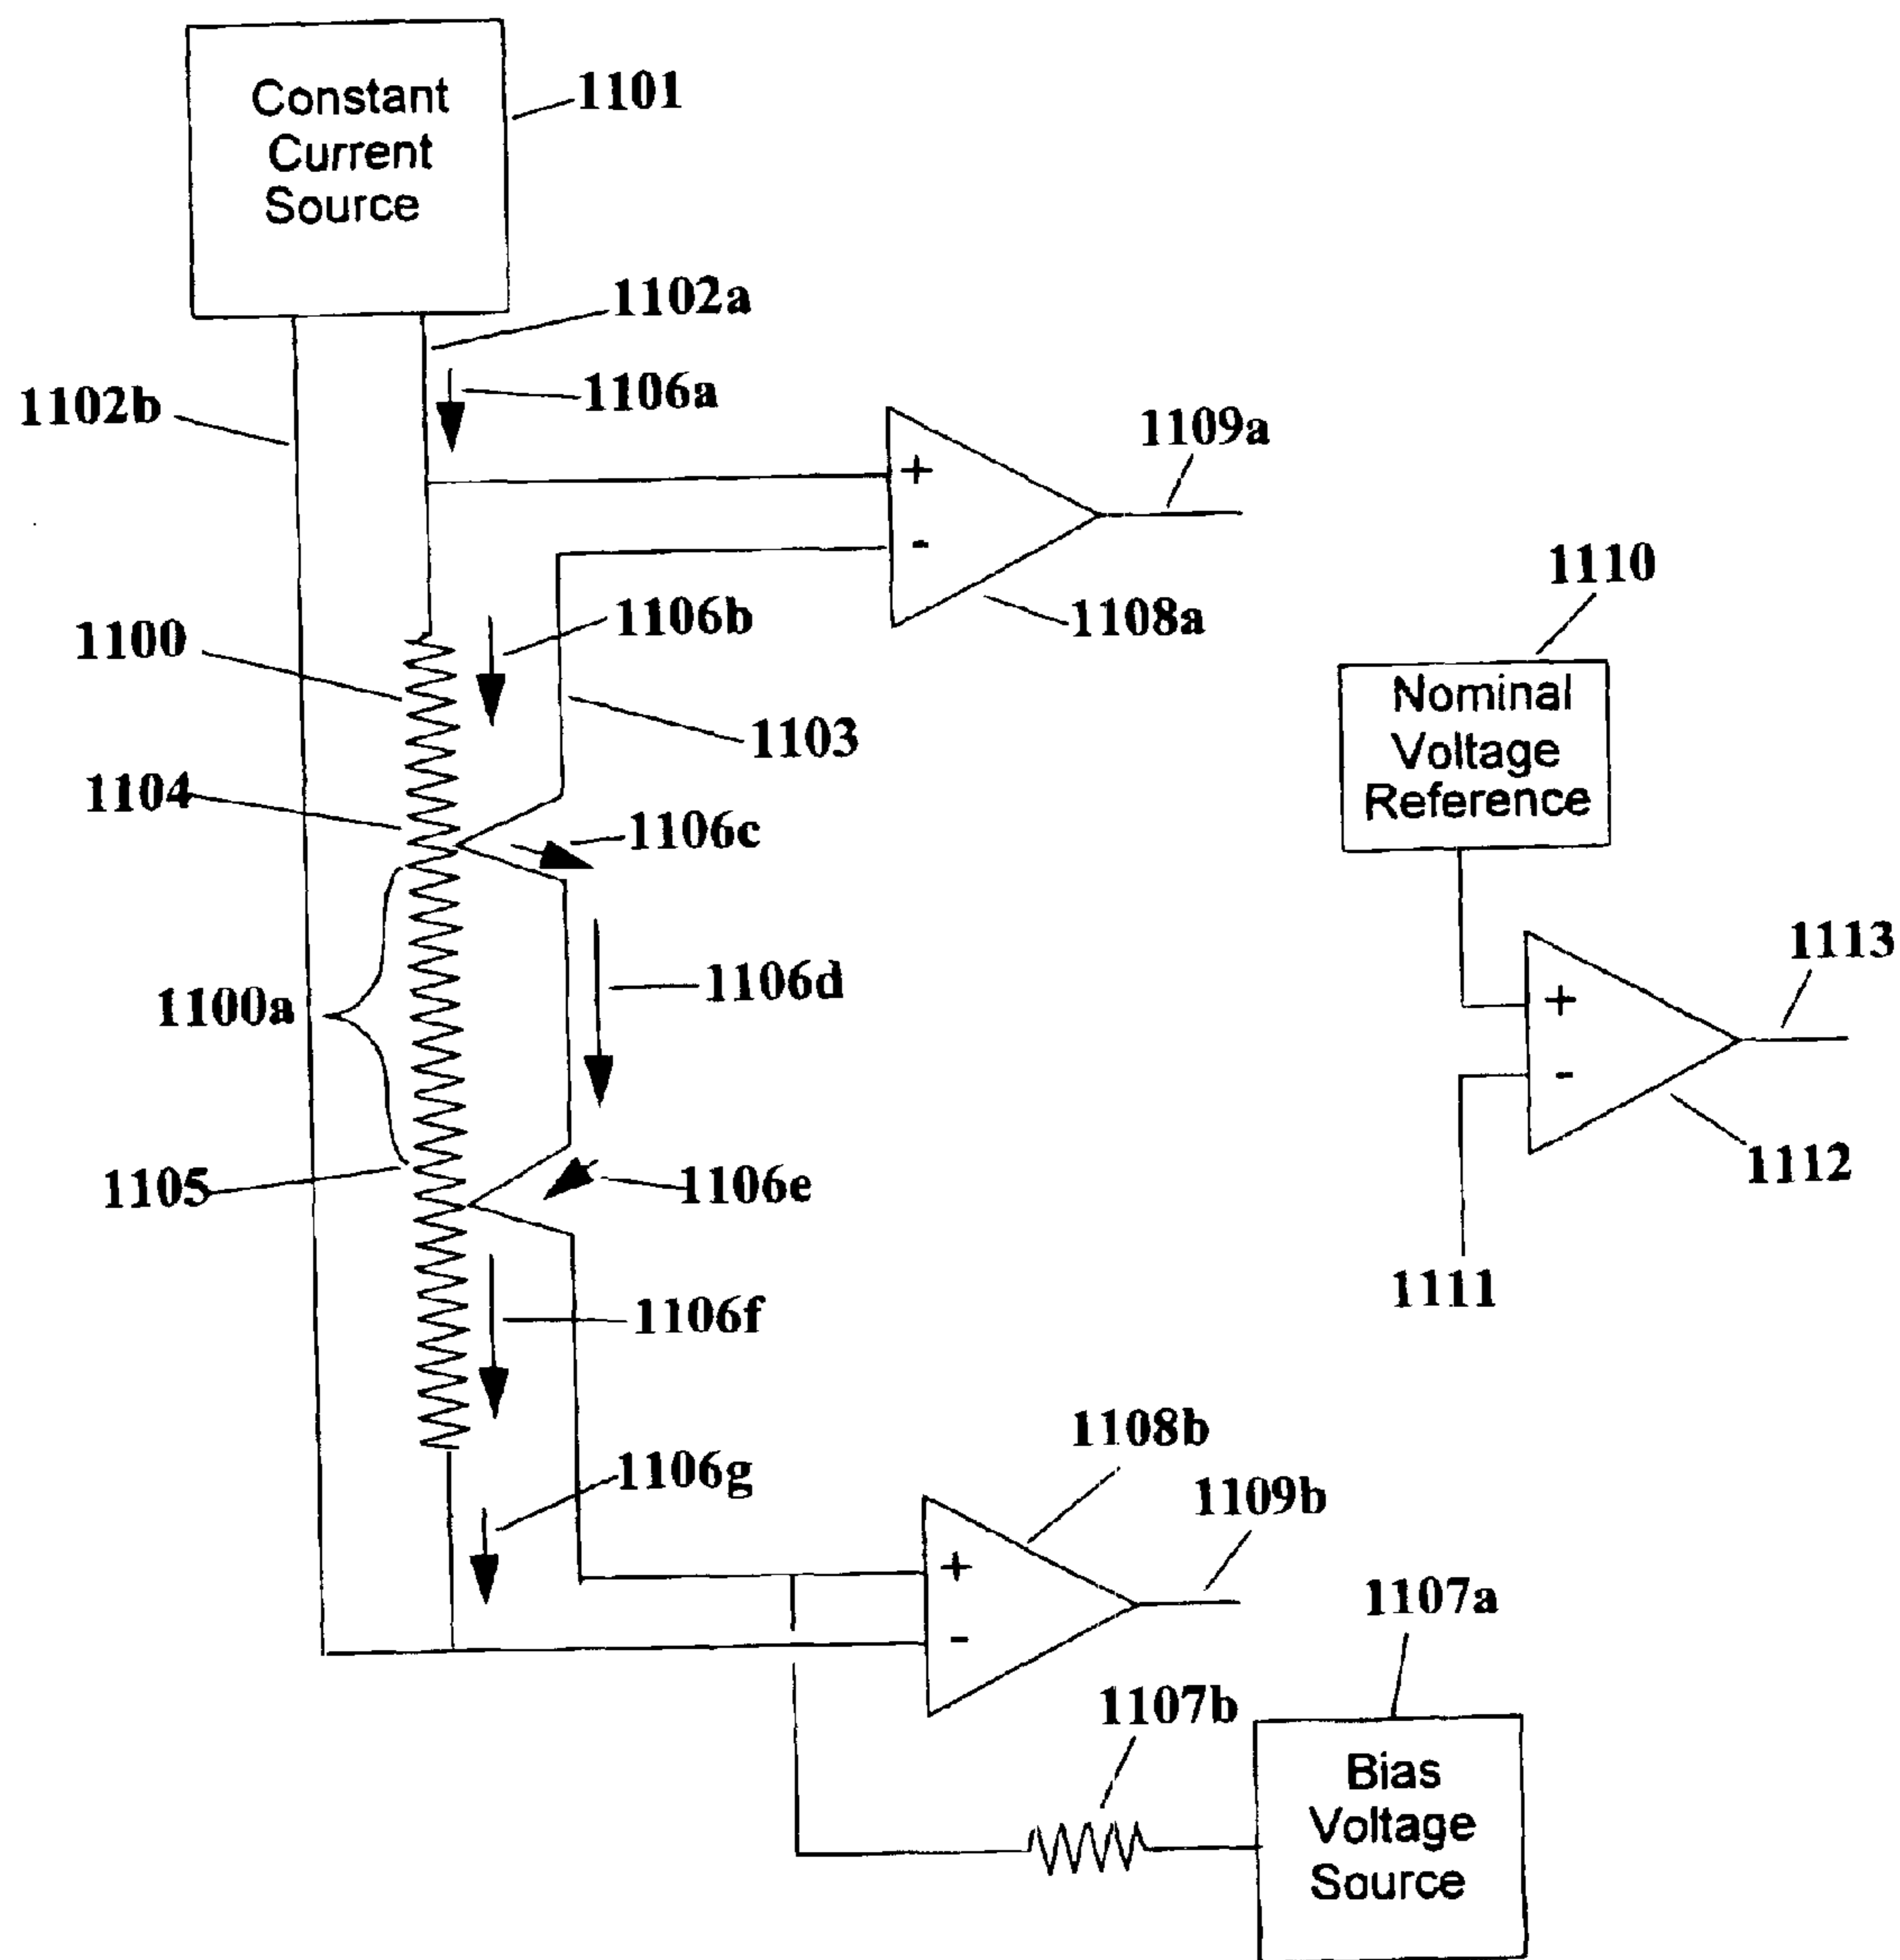 Constant
Current
Source
1101
1102a
1106a
1102b
1109a
+
-
1110
1106b
1108a
1100
Nominal
Voltage
Reference
1103
1104
1106c
1113
1106d
+
1100a
-
1112
1105
1106e
1111
1106f
1108b
1106g
1109b
+
1107a
-
1107b
Bias
Voltage
Source